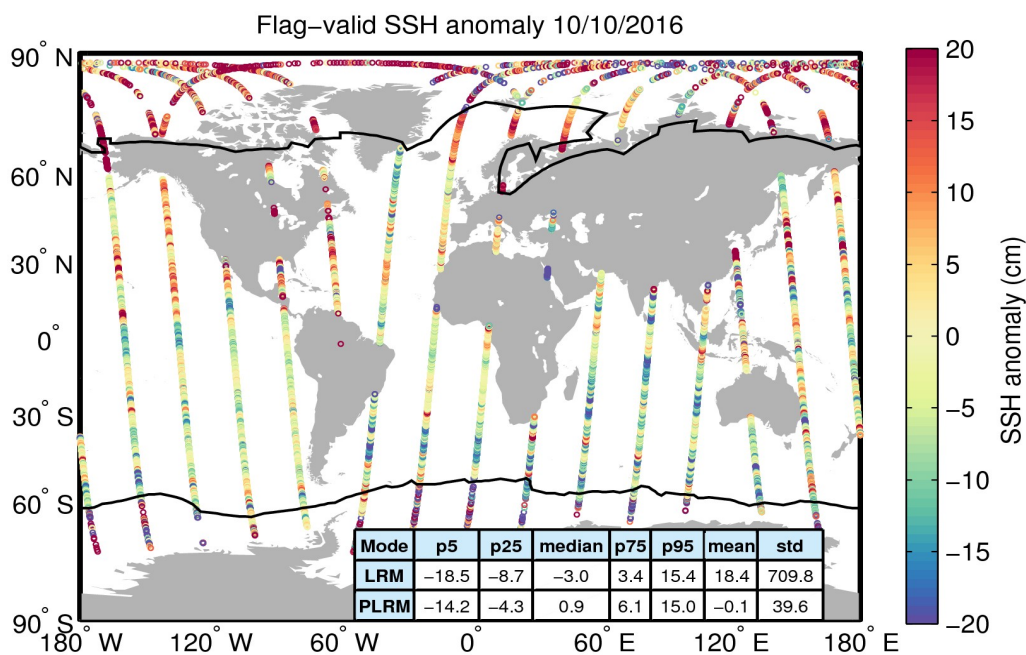 Flag−valid SSH anomaly 10/10/2016
90° N
60° N
30° N
0°
30° S
60° S
90° S
180° W
120° W
60° W
0°
60° E
120° E
180° E
Mode p5 p25 median p75 p95 mean std
LRM −18.5 −8.7 −3.0 3.4 15.4 18.4 709.8
PLRM −14.2 −4.3 0.9 6.1 15.0 −0.1 39.6
20
15
10
5
0
−5
−10
−15
−20
SSH anomaly (cm)